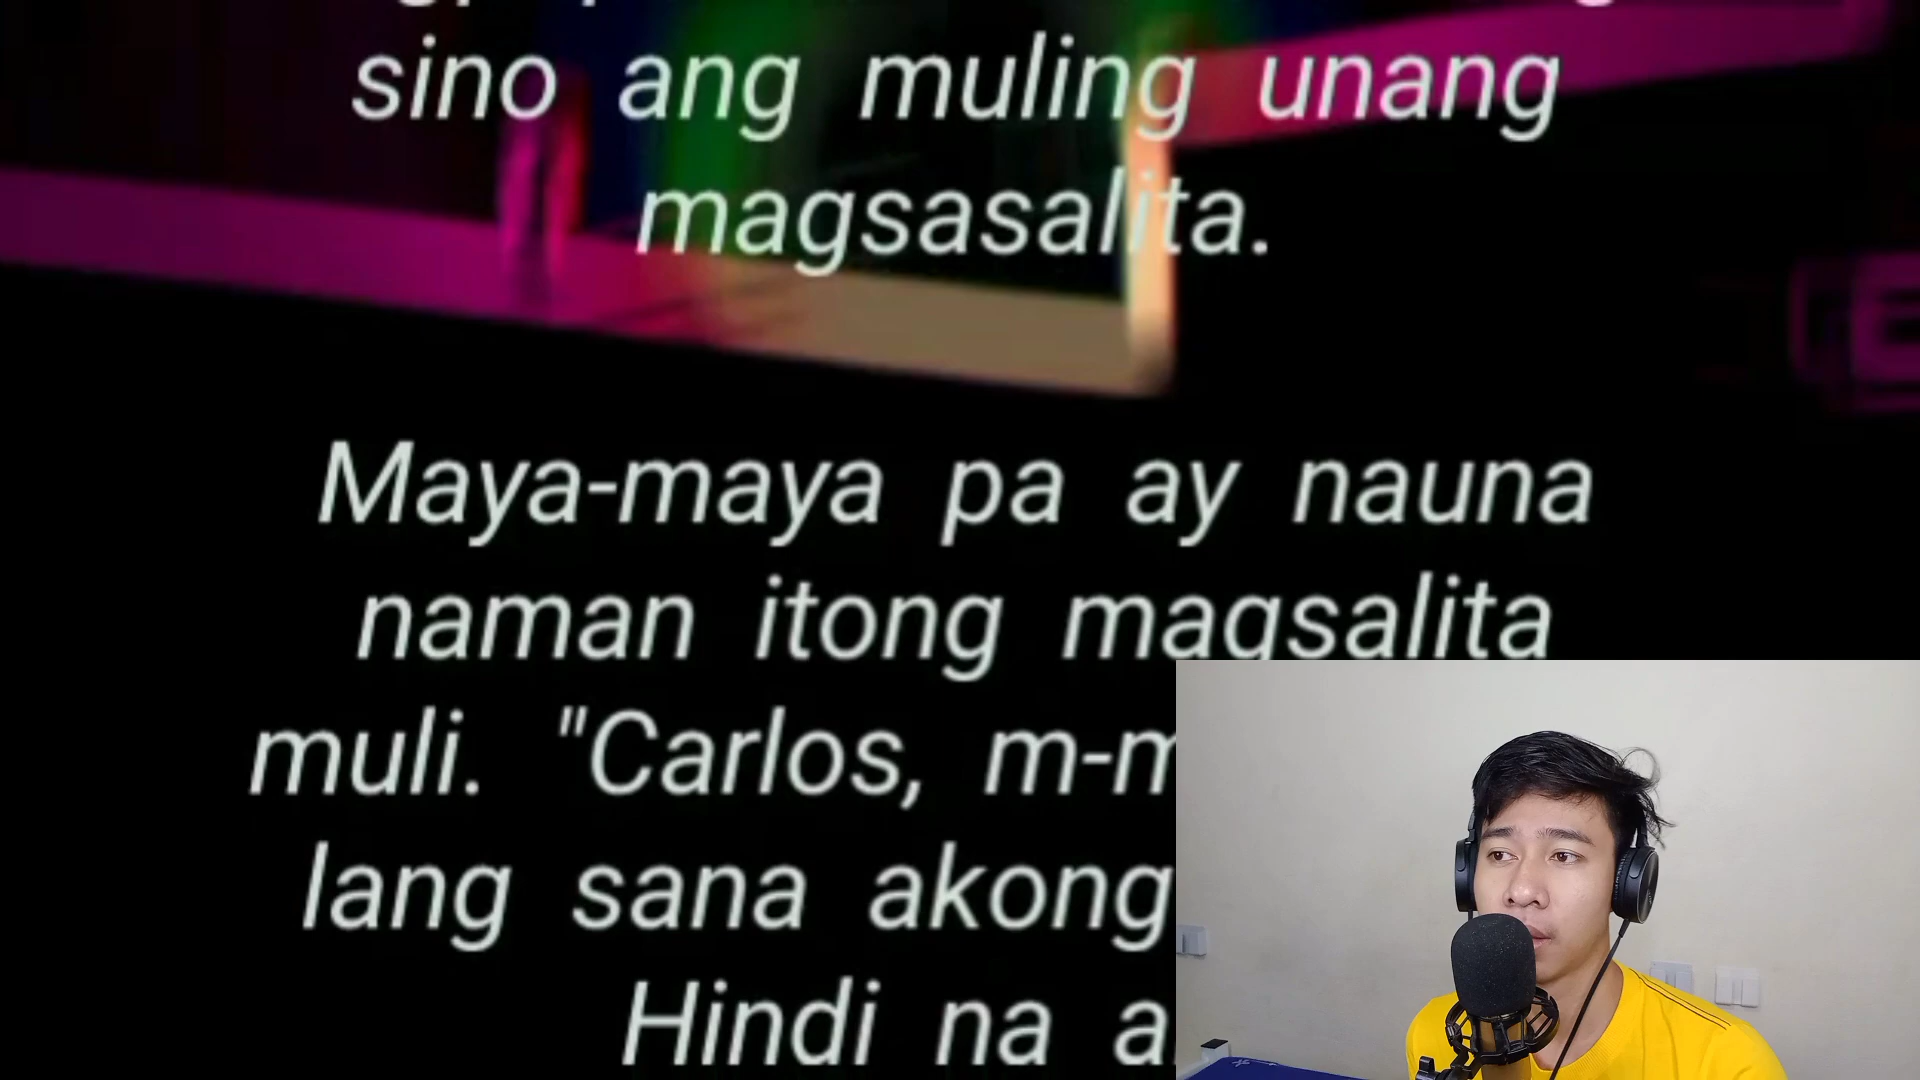 sino ang muling unang
magsasalita.
Maya-maya pa ay nauna
naman itong magsalita
muli. "Carlos, m-m
lang sana akong
Hindi na a